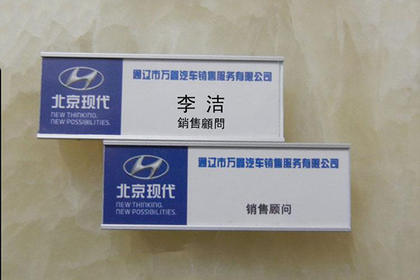 通辽市万鑫汽车销售服务有限公司
北京现代
NEW THINKING.
NEW POSSIBILITIES.
李洁
銷售顧問
通辽市万鑫汽车销售服务有限公司
北京现代
NEW THINKING.
NEW POSSIBILITIES.
销售顾问